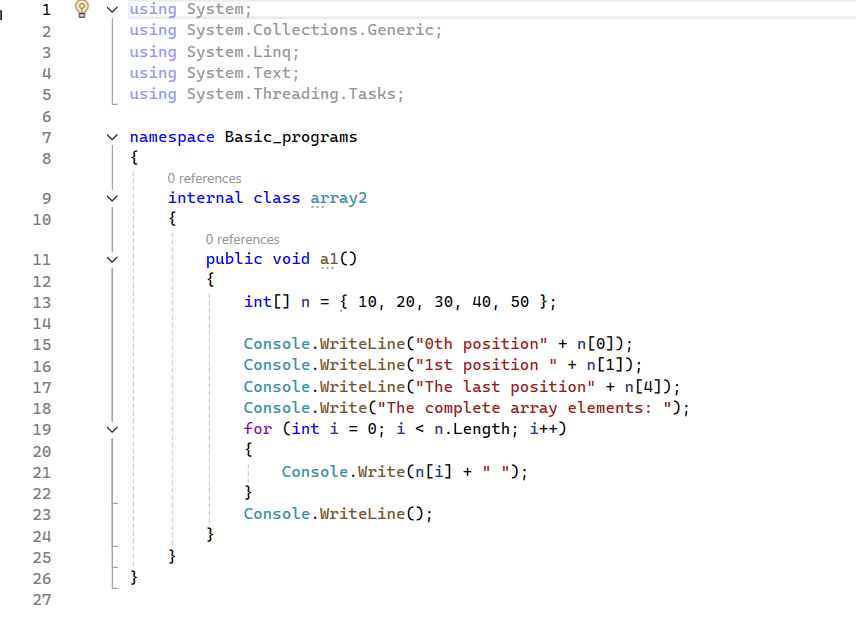 1 using System;
2 using System.Collections.Generic;
3 using System.Linq;
4 using System.Text;
5 using System.Threading.Tasks;
6
7 namespace Basic_programs
8 {
0 references
9 internal class array2
10 {
0 references
11 public void a1()
12 {
13 int[] n = { 10, 20, 30, 40, 50 };
14
15 Console.WriteLine("0th position" + n[0]);
16 Console.WriteLine("1st position " + n[1]);
17 Console.WriteLine("The last position" + n[4]);
18 Console.Write("The complete array elements: ");
19 for (int i = 0; i < n.Length; i++)
20 {
21 Console.Write(n[i] + " ");
22 }
23 Console.WriteLine();
24 }
25 }
26 }
27